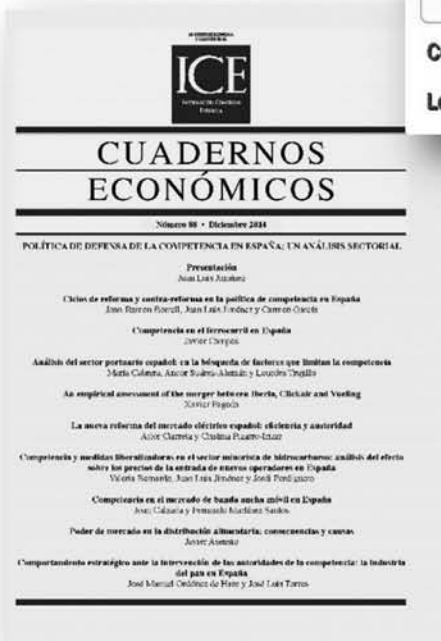 ICE
INFORMACIÓN COMERCIAL
ESPAÑOLA
CUADERNOS
ECONÓMICOS
Número 88 • Diciembre 2014
POLÍTICA DE DEFENSA DE LA COMPETENCIA EN ESPAÑA: UN ANÁLISIS SECTORIAL
Presentación
Juan Luis Jiménez
Ciclos de reforma y contra-reforma en la política de competencia en España
Joan Ramon Borrell, Juan Luis Jiménez y Carmen García
Competencia en el ferrocarril en España
Javier Campos
Análisis del sector portuario español: en la búsqueda de factores que limitan la competencia
María Cabrera, Ancor Suárez-Alemán y Lourdes Trujillo
An empirical assessment of the merger between Iberia, Clickair and Vueling
Xavier Fageda
La nueva reforma del mercado eléctrico español: eficiencia y austeridad
Aitor Ciarreta y Cristina Pizarro-Irizar
Competencia y medidas liberalizadoras en el sector minorista de hidrocarburos: análisis del efecto
sobre los precios de la entrada de nuevos operadores en España
Valeria Bernardo, Juan Luis Jiménez y Jordi Perdiguero
Competencia en el mercado de banda ancha móvil en España
Joan Calzada y Fernando Martínez Santos
Poder de mercado en la distribución alimentaria: consecuencias y causas
Javier Asensio
Comportamiento estratégico ante la intervención de las autoridades de la competencia: la industria
del pan en España
José Manuel Ordóñez de Haro y José Luis Torres